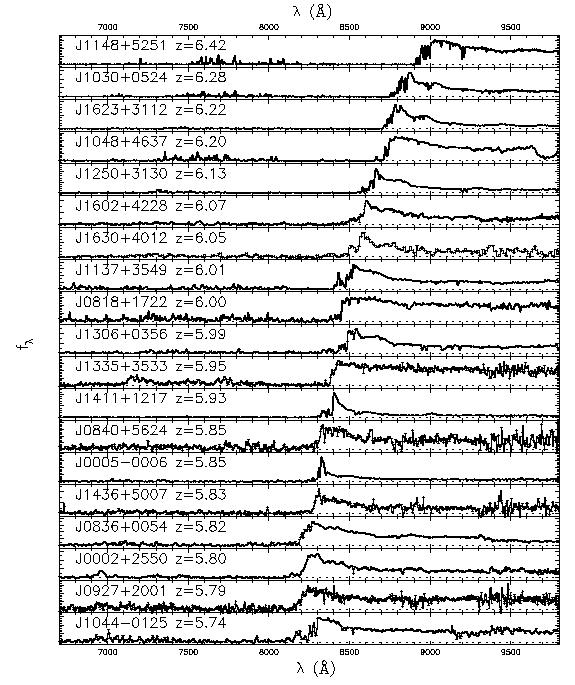 λ (Å)
7000 7500 8000 8500 9000 9500
J1148+5251 z=6.42
J1030+0524 z=6.28
J1623+3112 z=6.22
J1048+4637 z=6.20
J1250+3130 z=6.13
J1602+4228 z=6.07
J1630+4012 z=6.05
J1137+3549 z=6.01
J0818+1722 z=6.00
J1306+0356 z=5.99
J1335+3533 z=5.95
J1411+1217 z=5.93
J0840+5624 z=5.85
J0005-0006 z=5.85
J1436+5007 z=5.83
J0836+0054 z=5.82
J0002+2550 z=5.80
J0927+2001 z=5.79
J1044-0125 z=5.74
fλ
7000 7500 8000 8500 9000 9500
λ (Å)